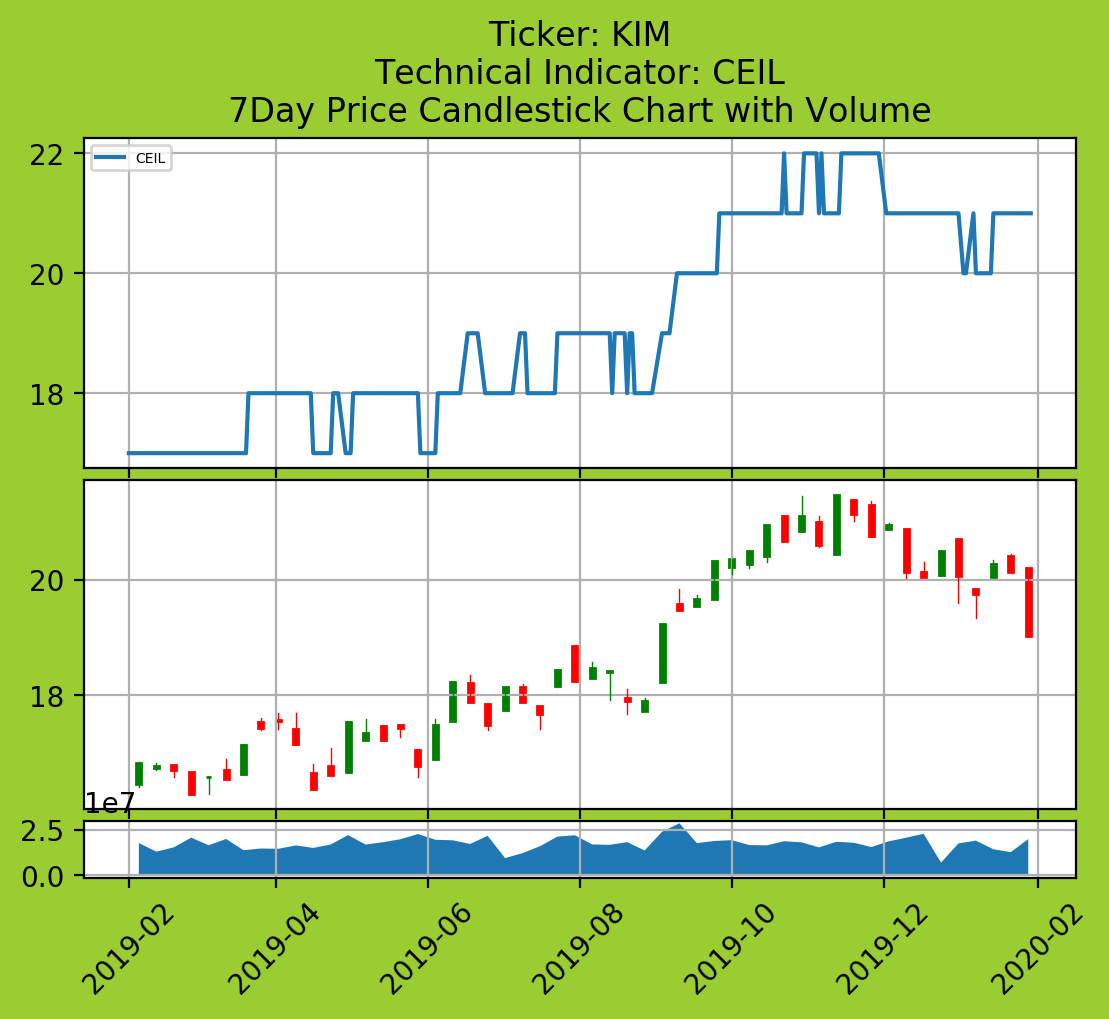 Ticker: KIM
Technical Indicator: CEIL
7Day Price Candlestick Chart with Volume
CEIL
22
20
18
20
18
1e7
2.5
0.0
2019-02
2019-04
2019-06
2019-08
2019-10
2019-12
2020-02